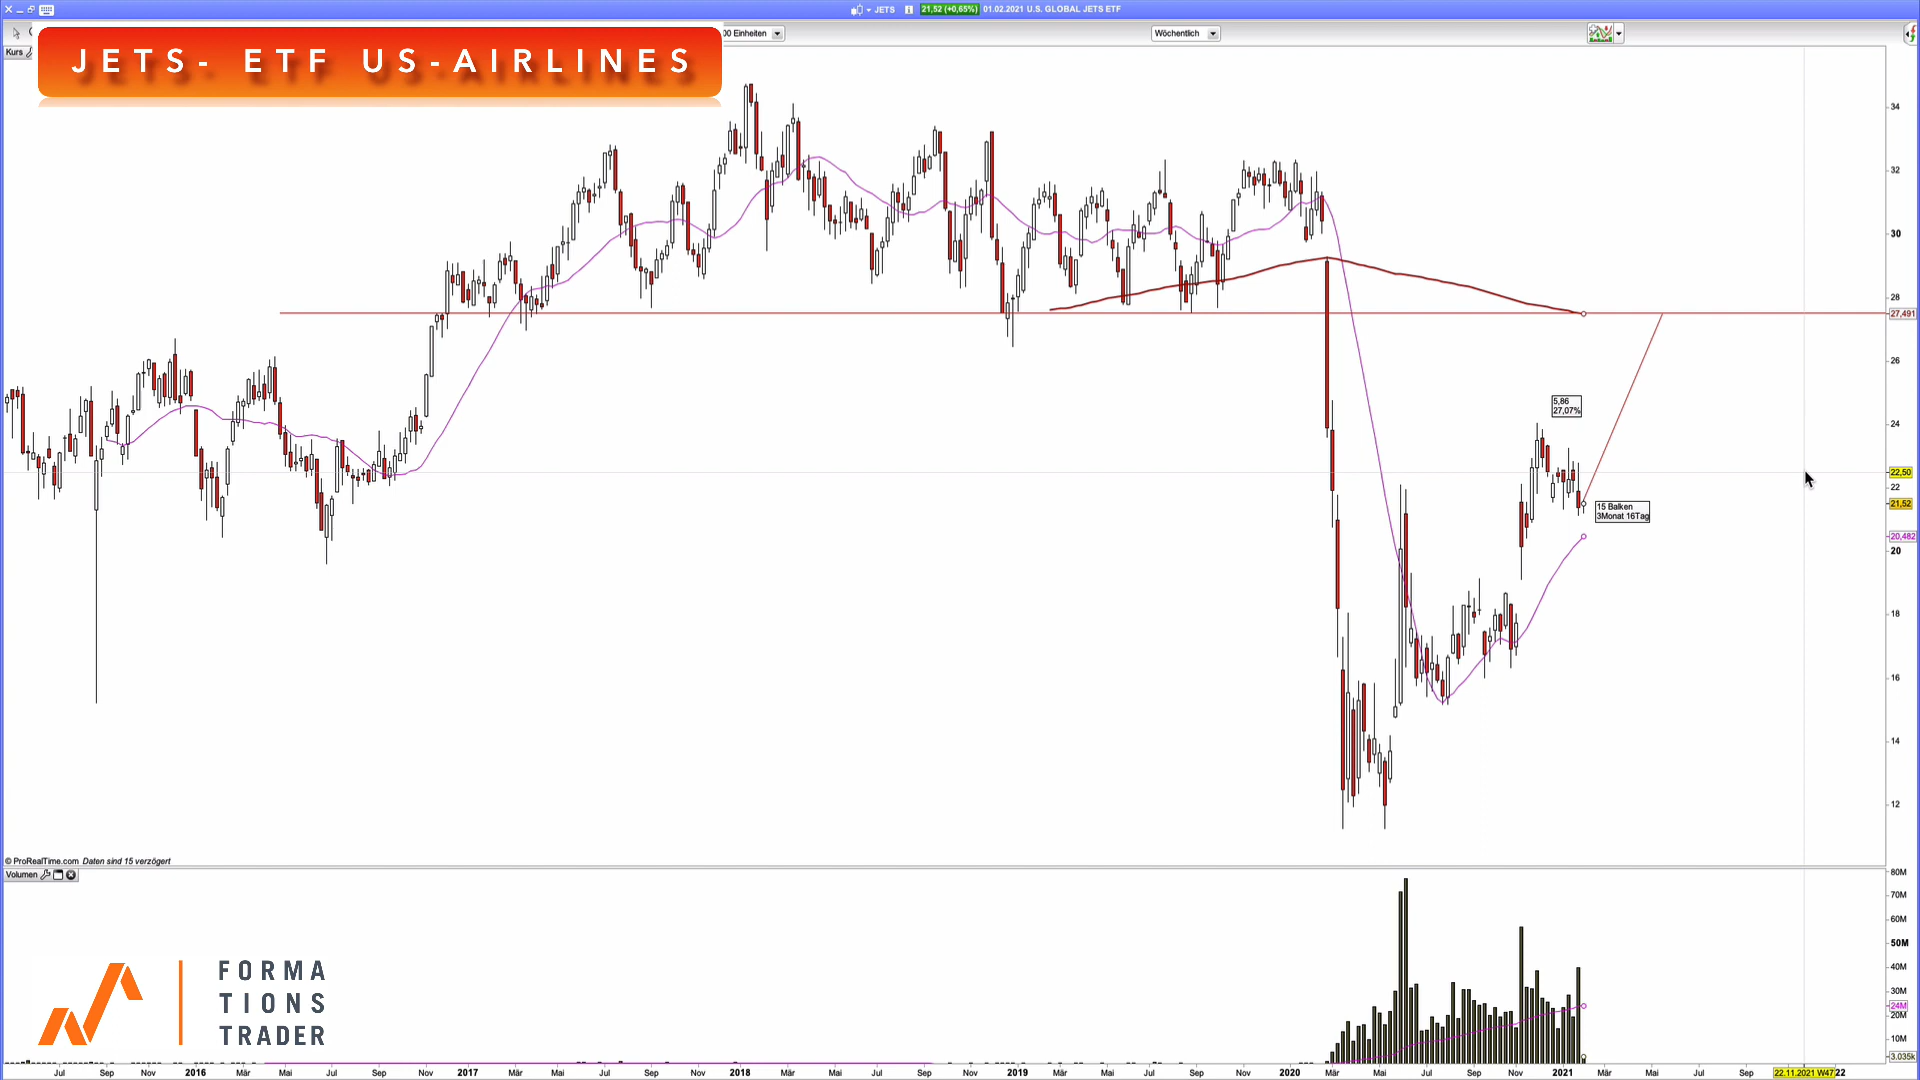 JETS 21,52 (+0,65%) 01.02.2021 U.S. GLOBAL JETS ETF
JETS- ETF US-AIRLINES
00 Einheiten
Wöchentlich
Kurs
34
32
30
28
27,491
26
24
22,50
22
21,52
20,482
20
18
16
14
12
5,86
27,07%
15 Balken
3Monat 16Tag
© ProRealTime.com Daten sind 15 verzögert
Volumen
80M
70M
60M
50M
40M
30M
24M
20M
10M
3.035k
FORMA
TIONS
TRADER
Jul Sep Nov 2016 Mär Mai Jul Sep Nov 2017 Mär Mai Jul Sep Nov 2018 Mär Mai Jul Sep Nov 2019 Mär Mai Jul Sep Nov 2020 Mär Mai Jul Sep Nov 2021 Mär Mai Jul Sep 22.11.2021 W47 22